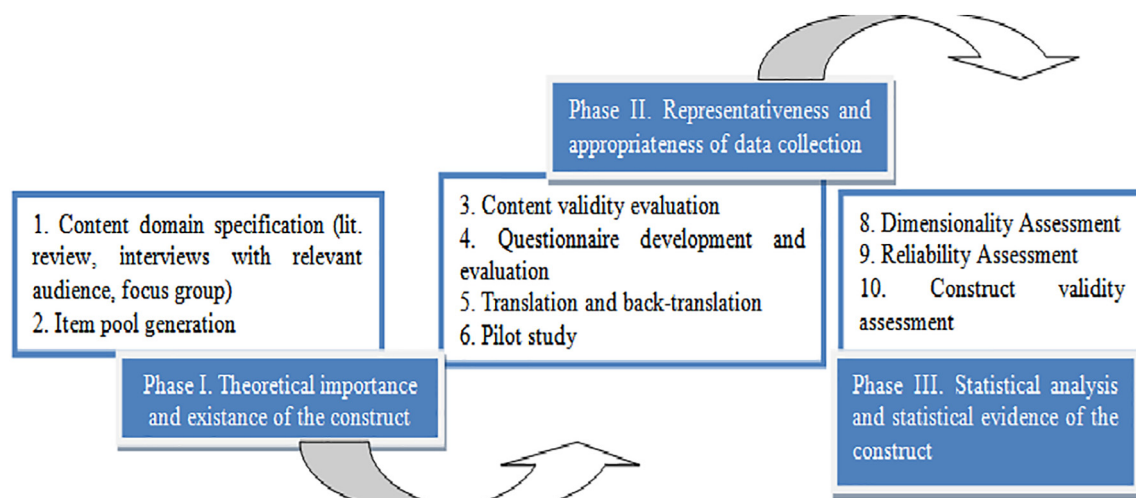 1. Content domain specification (lit.
review, interviews with relevant
audience, focus group)
2. Item pool generation
Phase I. Theoretical importance
and existance of the construct
Phase II. Representativeness and
appropriateness of data collection
3. Content validity evaluation
4. Questionnaire development and
evaluation
5. Translation and back-translation
6. Pilot study
8. Dimensionality Assessment
9. Reliability Assessment
10. Construct validity
assessment
Phase III. Statistical analysis
and statistical evidence of the
construct